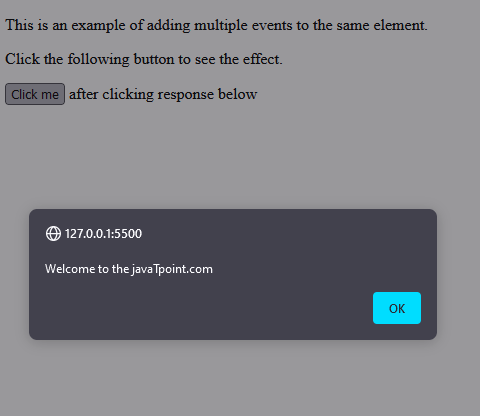 This is an example of adding multiple events to the same element.
Click the following button to see the effect.
Click me after clicking response below
127.0.0.1:5500
Welcome to the javaTpoint.com
OK